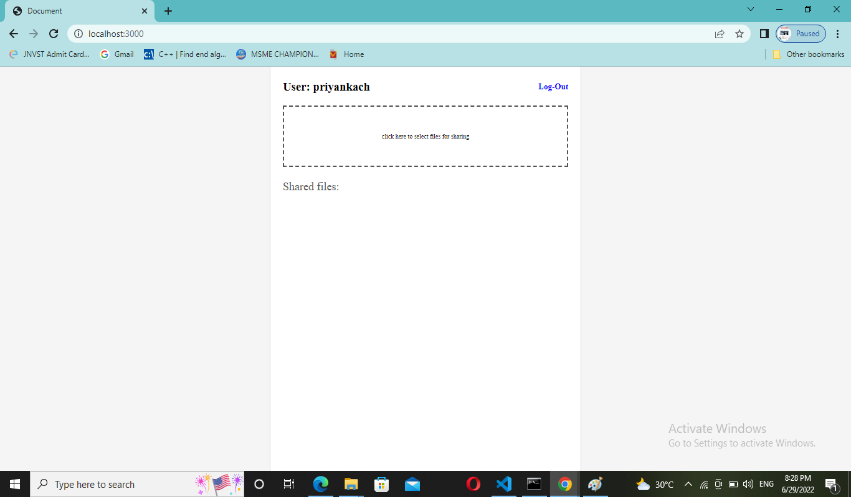 Document
localhost:3000
Paused
JNVST Admit Card...
Gmail
C++ | Find end alg...
MSME CHAMPION...
Home
Other bookmarks
User: priyankach
Log-Out
click here to select files for sharing
Shared files:
Activate Windows
Go to Settings to activate Windows.
Type here to search
30°C
ENG
8:28 PM
6/29/2022